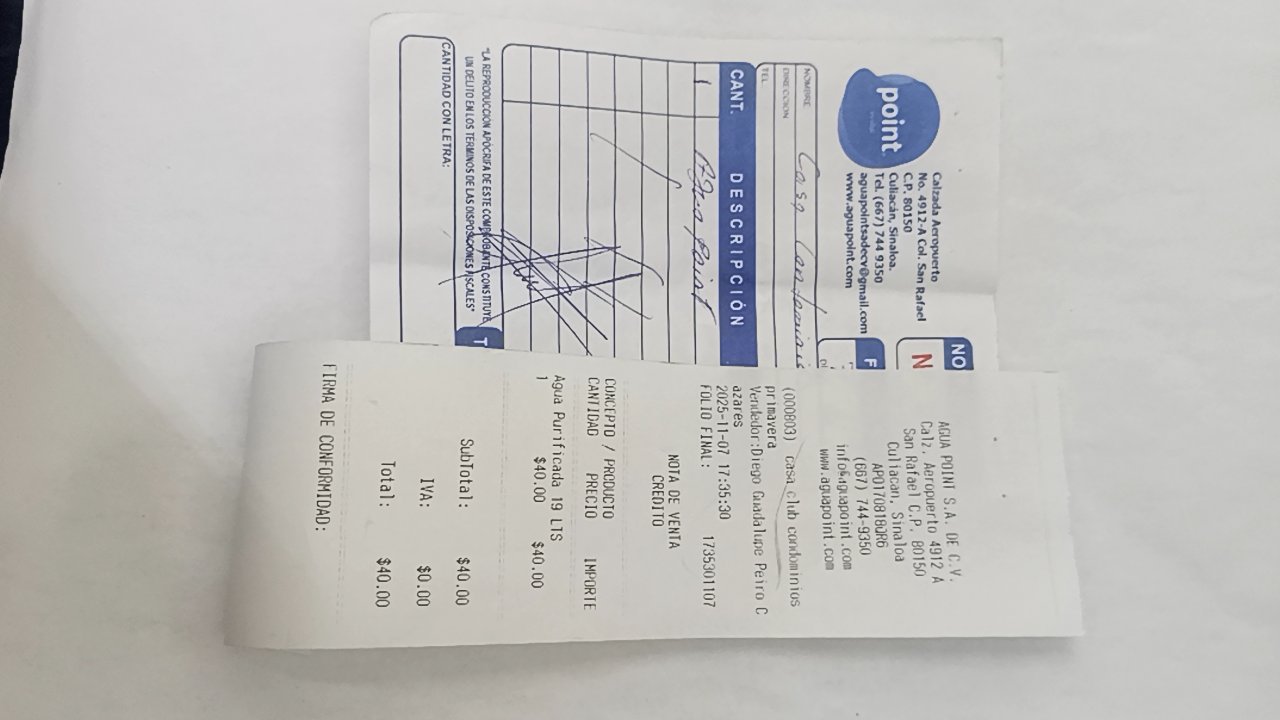 point
Calzada Aeropuerto
No. 4912-A Col. San Rafael
C.P. 80150
Culiacán, Sinaloa.
Tel. (667) 744 9350
aguapointsadecv@gmail.com
www.aguapoint.com
NO
N
F
NOMBRE Casa
DIRECCION
TEL
CANT. DESCRIPCIÓN
1 Agua Point
"LA REPRODUCCION APÓCRIFA DE ESTE COMPROBANTE CONSTITUYE
UN DELITO EN LOS TERMINOS DE LAS DISPOSICIONES FISCALES"
T
CANTIDAD CON LETRA:
AGUA POINT S.A. DE C.V.
Calz. Aeropuerto 4912 A
San Rafael C.P. 80150
Culiacan, Sinaloa
APO170818QR6
(667) 744-9350
info@aguapoint.com
www.aguapoint.com
(000803) casa club condominios
primavera
Vendedor:Diego Guadalupe Peiro C
azares
2025-11-07 17:35:30
FOLIO FINAL: 1735301107
NOTA DE VENTA
CREDITO
CONCEPTO / PRODUCTO
CANTIDAD PRECIO IMPORTE
Agua Purificada 19 LTS
1 $40.00 $40.00
SubTotal: $40.00
IVA: $0.00
Total: $40.00
FIRMA DE CONFORMIDAD: